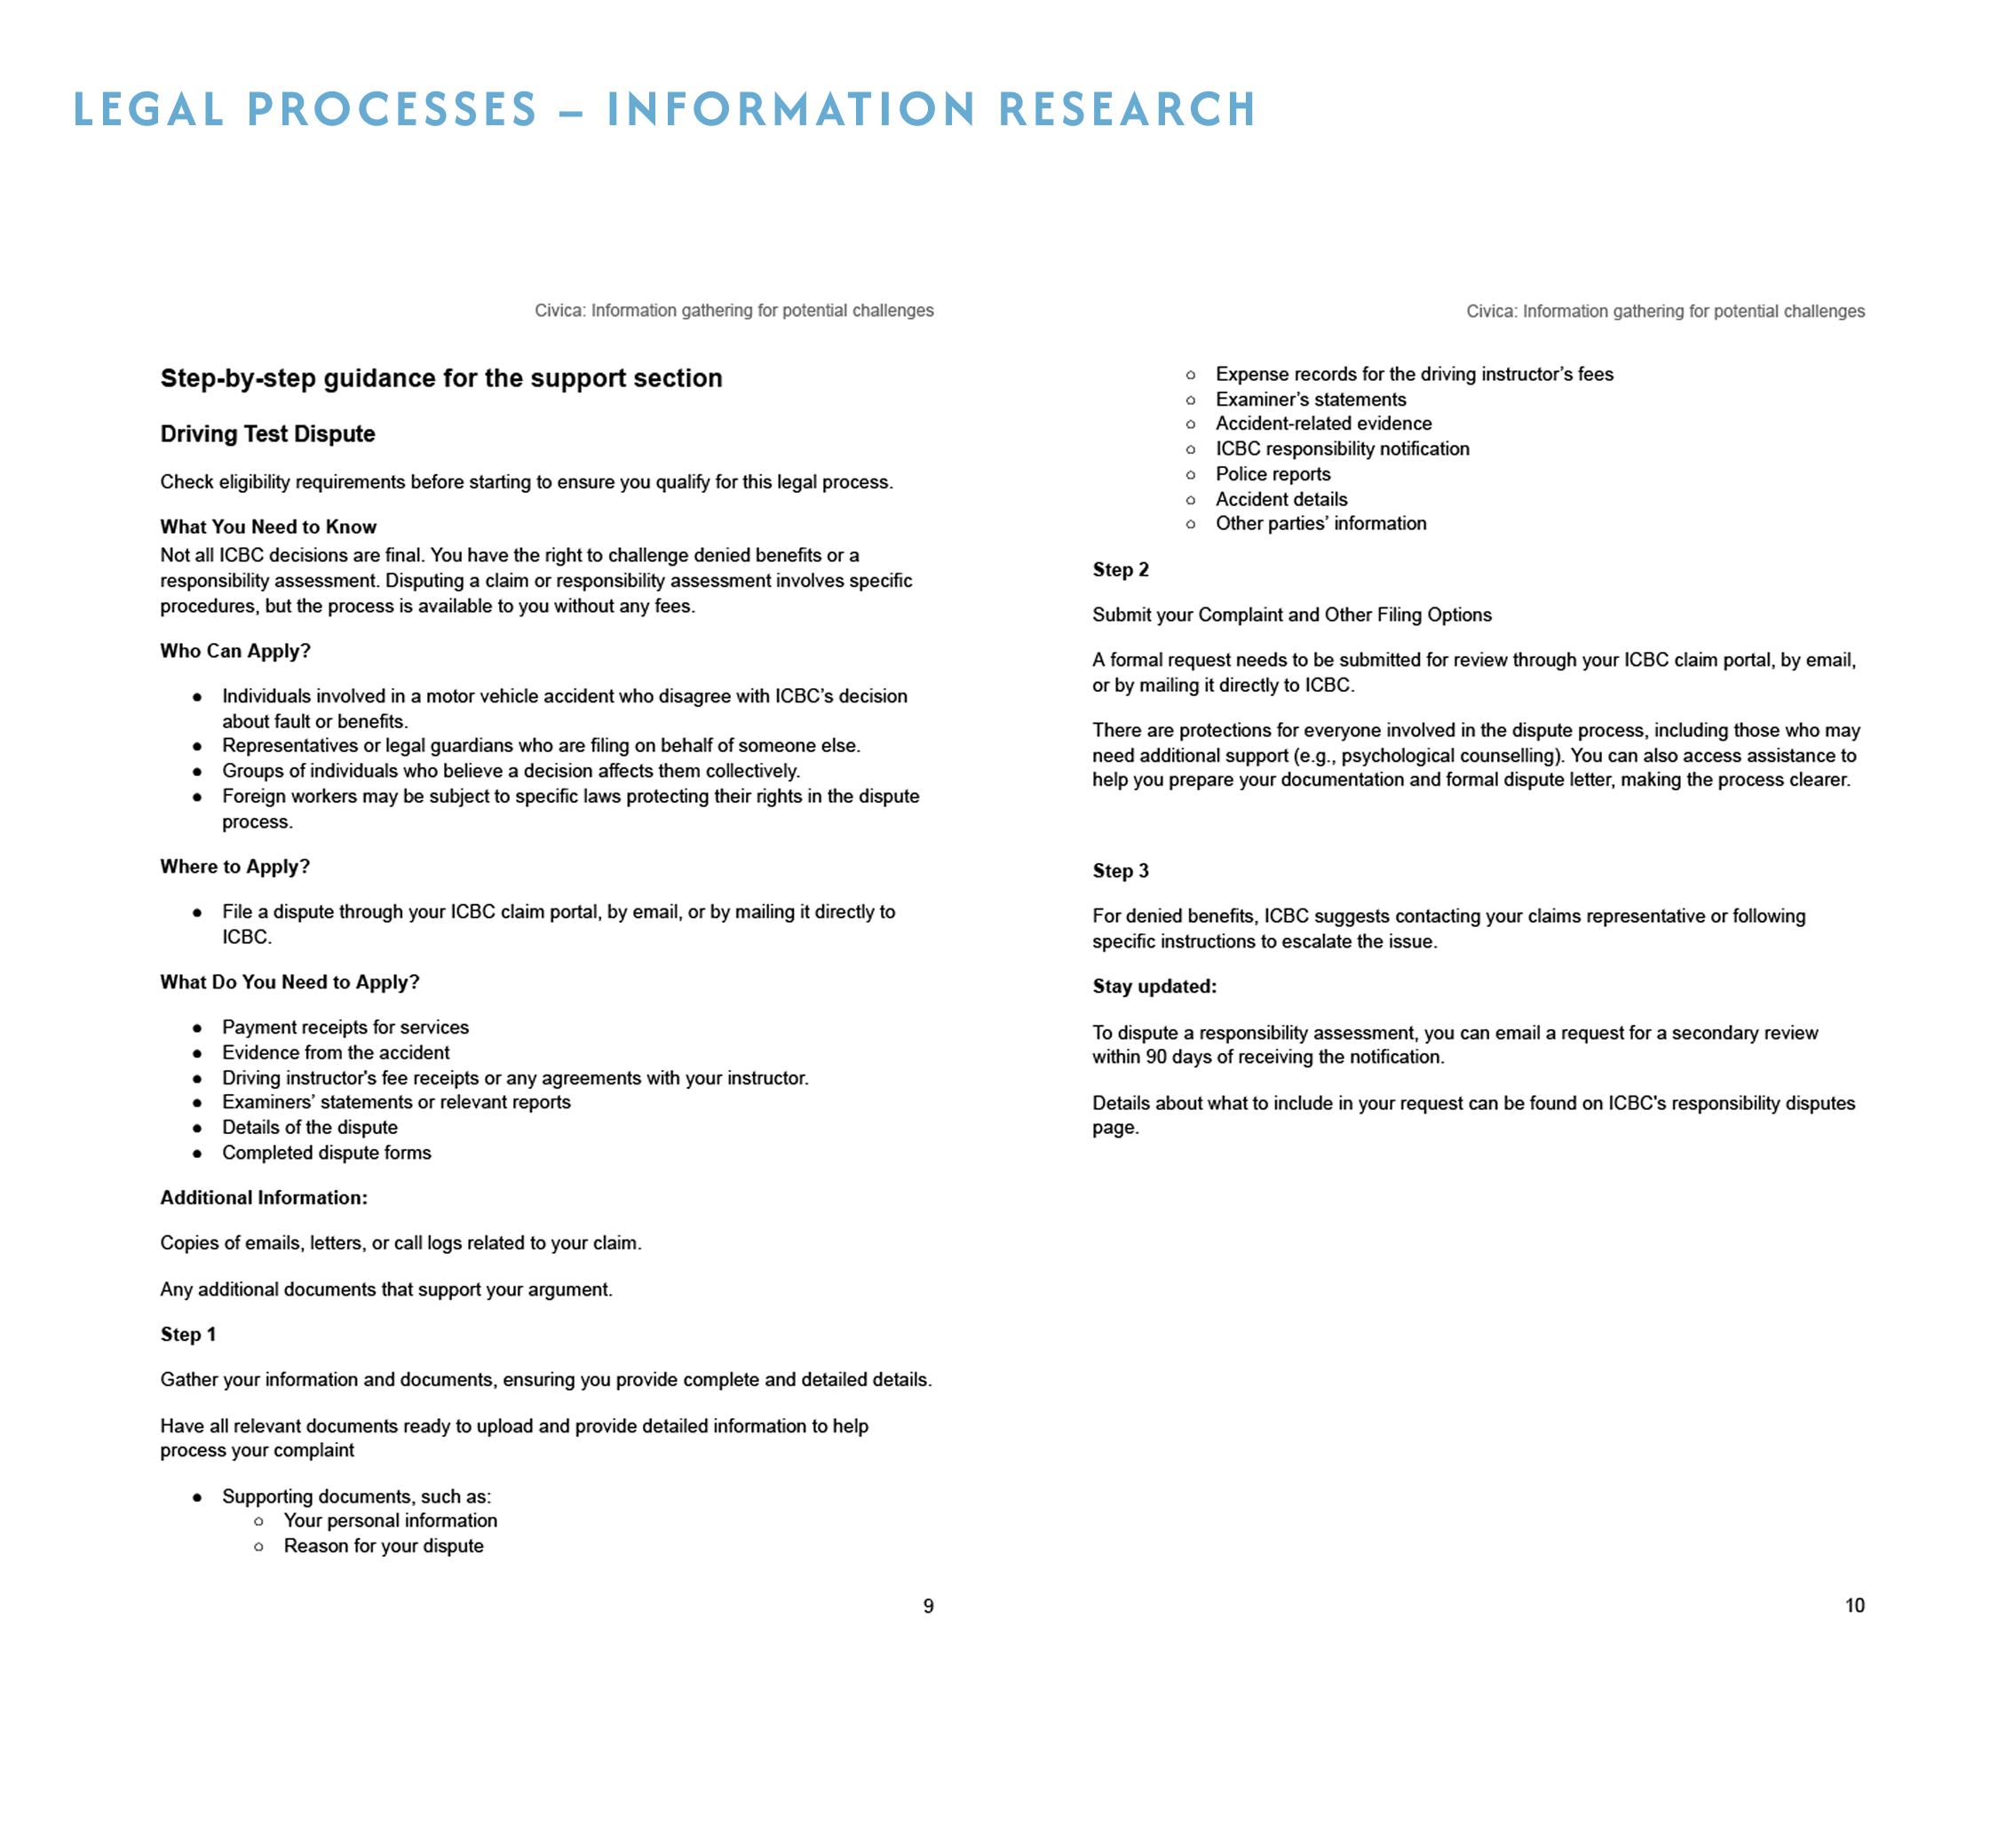 LEGAL PROCESSES – INFORMATION RESEARCH
Civica: Information gathering for potential challenges
Step-by-step guidance for the support section
Driving Test Dispute
Check eligibility requirements before starting to ensure you qualify for this legal process.
What You Need to Know
Not all ICBC decisions are final. You have the right to challenge denied benefits or a
responsibility assessment. Disputing a claim or responsibility assessment involves specific
procedures, but the process is available to you without any fees.
Who Can Apply?
● Individuals involved in a motor vehicle accident who disagree with ICBC’s decision
about fault or benefits.
● Representatives or legal guardians who are filing on behalf of someone else.
● Groups of individuals who believe a decision affects them collectively.
● Foreign workers may be subject to specific laws protecting their rights in the dispute
process.
Where to Apply?
● File a dispute through your ICBC claim portal, by email, or by mailing it directly to
ICBC.
What Do You Need to Apply?
● Payment receipts for services
● Evidence from the accident
● Driving instructor's fee receipts or any agreements with your instructor.
● Examiners’ statements or relevant reports
● Details of the dispute
● Completed dispute forms
Additional Information:
Copies of emails, letters, or call logs related to your claim.
Any additional documents that support your argument.
Step 1
Gather your information and documents, ensuring you provide complete and detailed details.
Have all relevant documents ready to upload and provide detailed information to help
process your complaint
● Supporting documents, such as:
○ Your personal information
○ Reason for your dispute
9
Civica: Information gathering for potential challenges
○ Expense records for the driving instructor’s fees
○ Examiner’s statements
○ Accident-related evidence
○ ICBC responsibility notification
○ Police reports
○ Accident details
○ Other parties’ information
Step 2
Submit your Complaint and Other Filing Options
A formal request needs to be submitted for review through your ICBC claim portal, by email,
or by mailing it directly to ICBC.
There are protections for everyone involved in the dispute process, including those who may
need additional support (e.g., psychological counselling). You can also access assistance to
help you prepare your documentation and formal dispute letter, making the process clearer.
Step 3
For denied benefits, ICBC suggests contacting your claims representative or following
specific instructions to escalate the issue.
Stay updated:
To dispute a responsibility assessment, you can email a request for a secondary review
within 90 days of receiving the notification.
Details about what to include in your request can be found on ICBC's responsibility disputes
page.
10